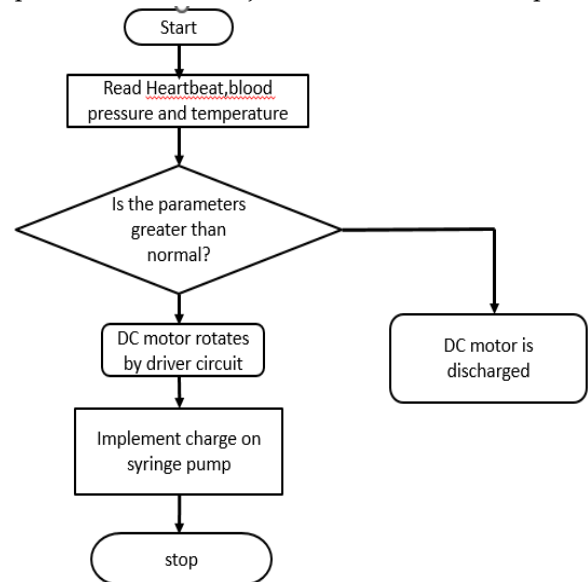 Start
Read Heartbeat,blood
pressure and temperature
Is the parameters
greater than
normal?
DC motor rotates
by driver circuit
DC motor is
discharged
Implement charge on
syringe pump
stop